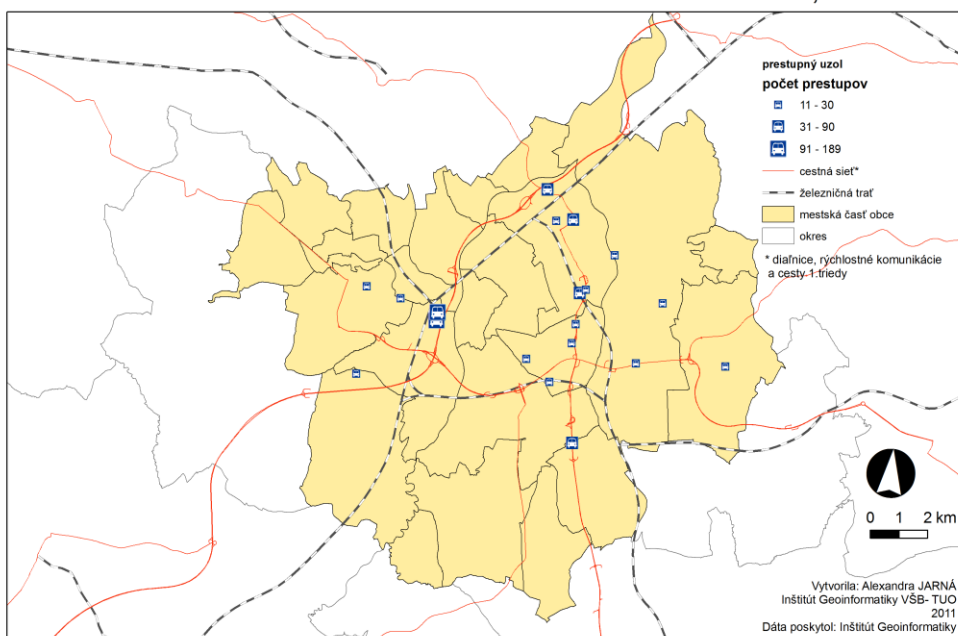 prestupný uzol
počet prestupov
11 - 30
31 - 90
91 - 189
cestná sieť*
železničná trať
mestská časť obce
okres
* diaľnice, rýchlostné komunikácie
a cesty 1.triedy
0 1 2 km
Vytvorila: Alexandra JARNÁ
Inštitút Geoinformatiky VŠB- TUO
2011
Dáta poskytol: Inštitút Geoinformatiky